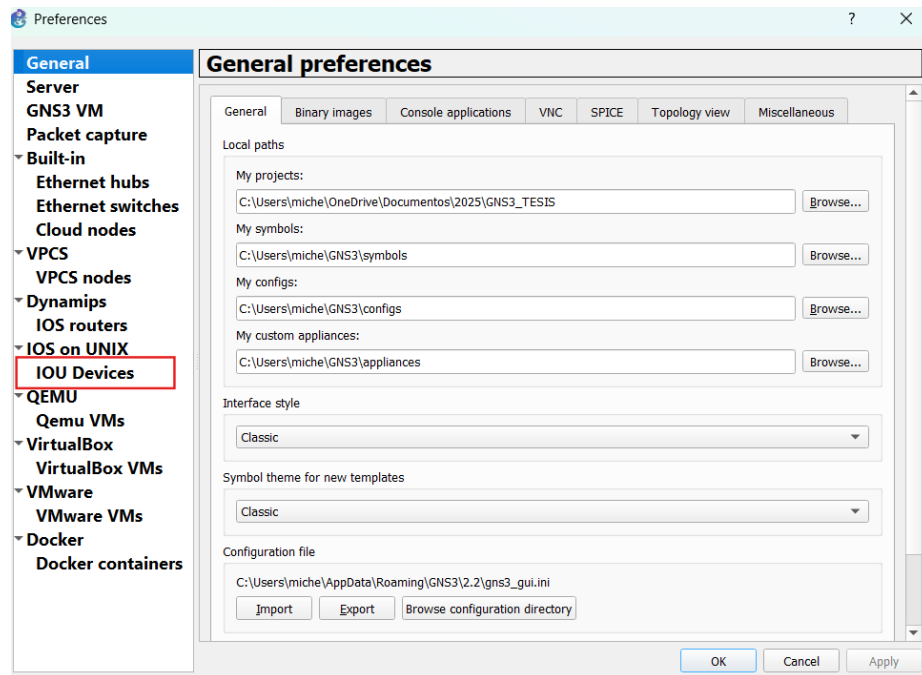 Preferences
?
General
Server
GNS3 VM
Packet capture
Built-in
Ethernet hubs
Ethernet switches
Cloud nodes
VPCS
VPCS nodes
Dynamips
IOS routers
IOS on UNIX
IOU Devices
QEMU
Qemu VMs
VirtualBox
VirtualBox VMs
VMware
VMware VMs
Docker
Docker containers
General preferences
General Binary images Console applications VNC SPICE Topology view Miscellaneous
Local paths
My projects:
C:\Users\miche\OneDrive\Documentos\2025\GNS3_TESIS Browse...
My symbols:
C:\Users\miche\GNS3\symbols Browse...
My configs:
C:\Users\miche\GNS3\configs Browse...
My custom appliances:
C:\Users\miche\GNS3\appliances Browse...
Interface style
Classic
Symbol theme for new templates
Classic
Configuration file
C:\Users\miche\AppData\Roaming\GNS3\2.2\gns3_gui.ini
Import Export Browse configuration directory
OK Cancel Apply